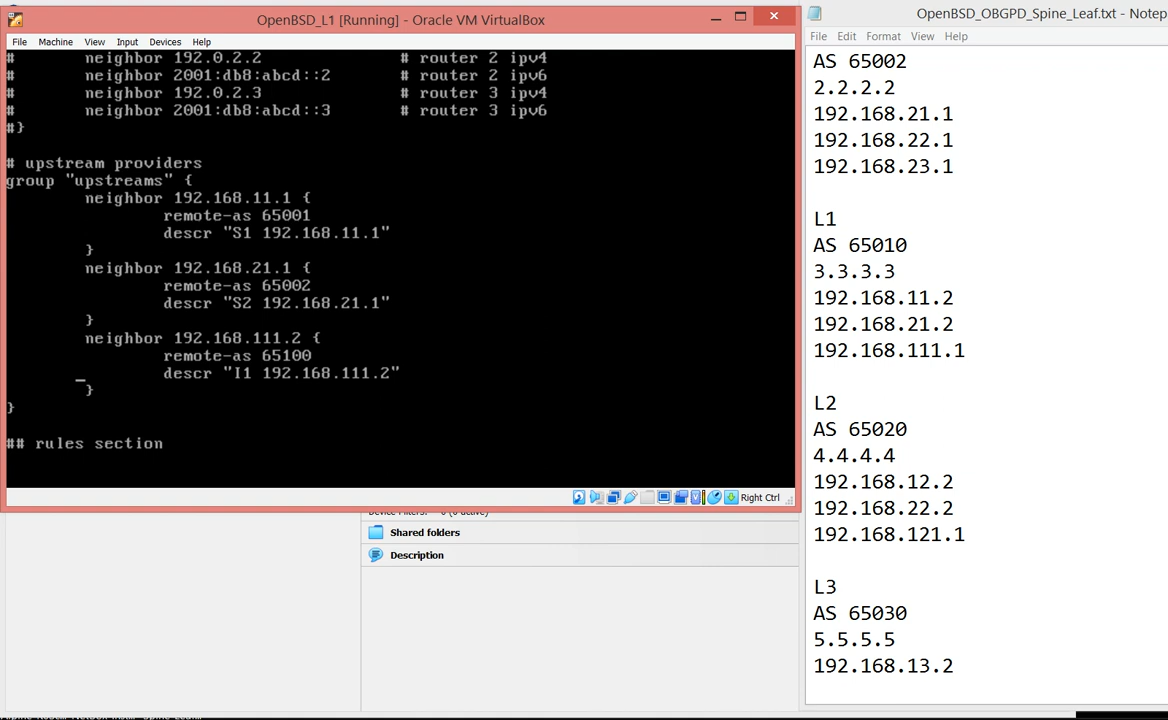 OpenBSD_L1 [Running] - Oracle VM VirtualBox
File Machine View Input Devices Help
# neighbor 192.0.2.2 # router 2 ipv4
# neighbor 2001:db8:abcd::2 # router 2 ipv6
# neighbor 192.0.2.3 # router 3 ipv4
# neighbor 2001:db8:abcd::3 # router 3 ipv6
#}
# upstream providers
group "upstreams" {
neighbor 192.168.11.1 {
remote-as 65001
descr "S1 192.168.11.1"
}
neighbor 192.168.21.1 {
remote-as 65002
descr "S2 192.168.21.1"
}
neighbor 192.168.111.2 {
remote-as 65100
descr "I1 192.168.111.2"
}
}
## rules section
Right Ctrl
Shared folders
Description
OpenBSD_OBGPD_Spine_Leaf.txt - Notep
File Edit Format View Help
AS 65002
2.2.2.2
192.168.21.1
192.168.22.1
192.168.23.1
L1
AS 65010
3.3.3.3
192.168.11.2
192.168.21.2
192.168.111.1
L2
AS 65020
4.4.4.4
192.168.12.2
192.168.22.2
192.168.121.1
L3
AS 65030
5.5.5.5
192.168.13.2